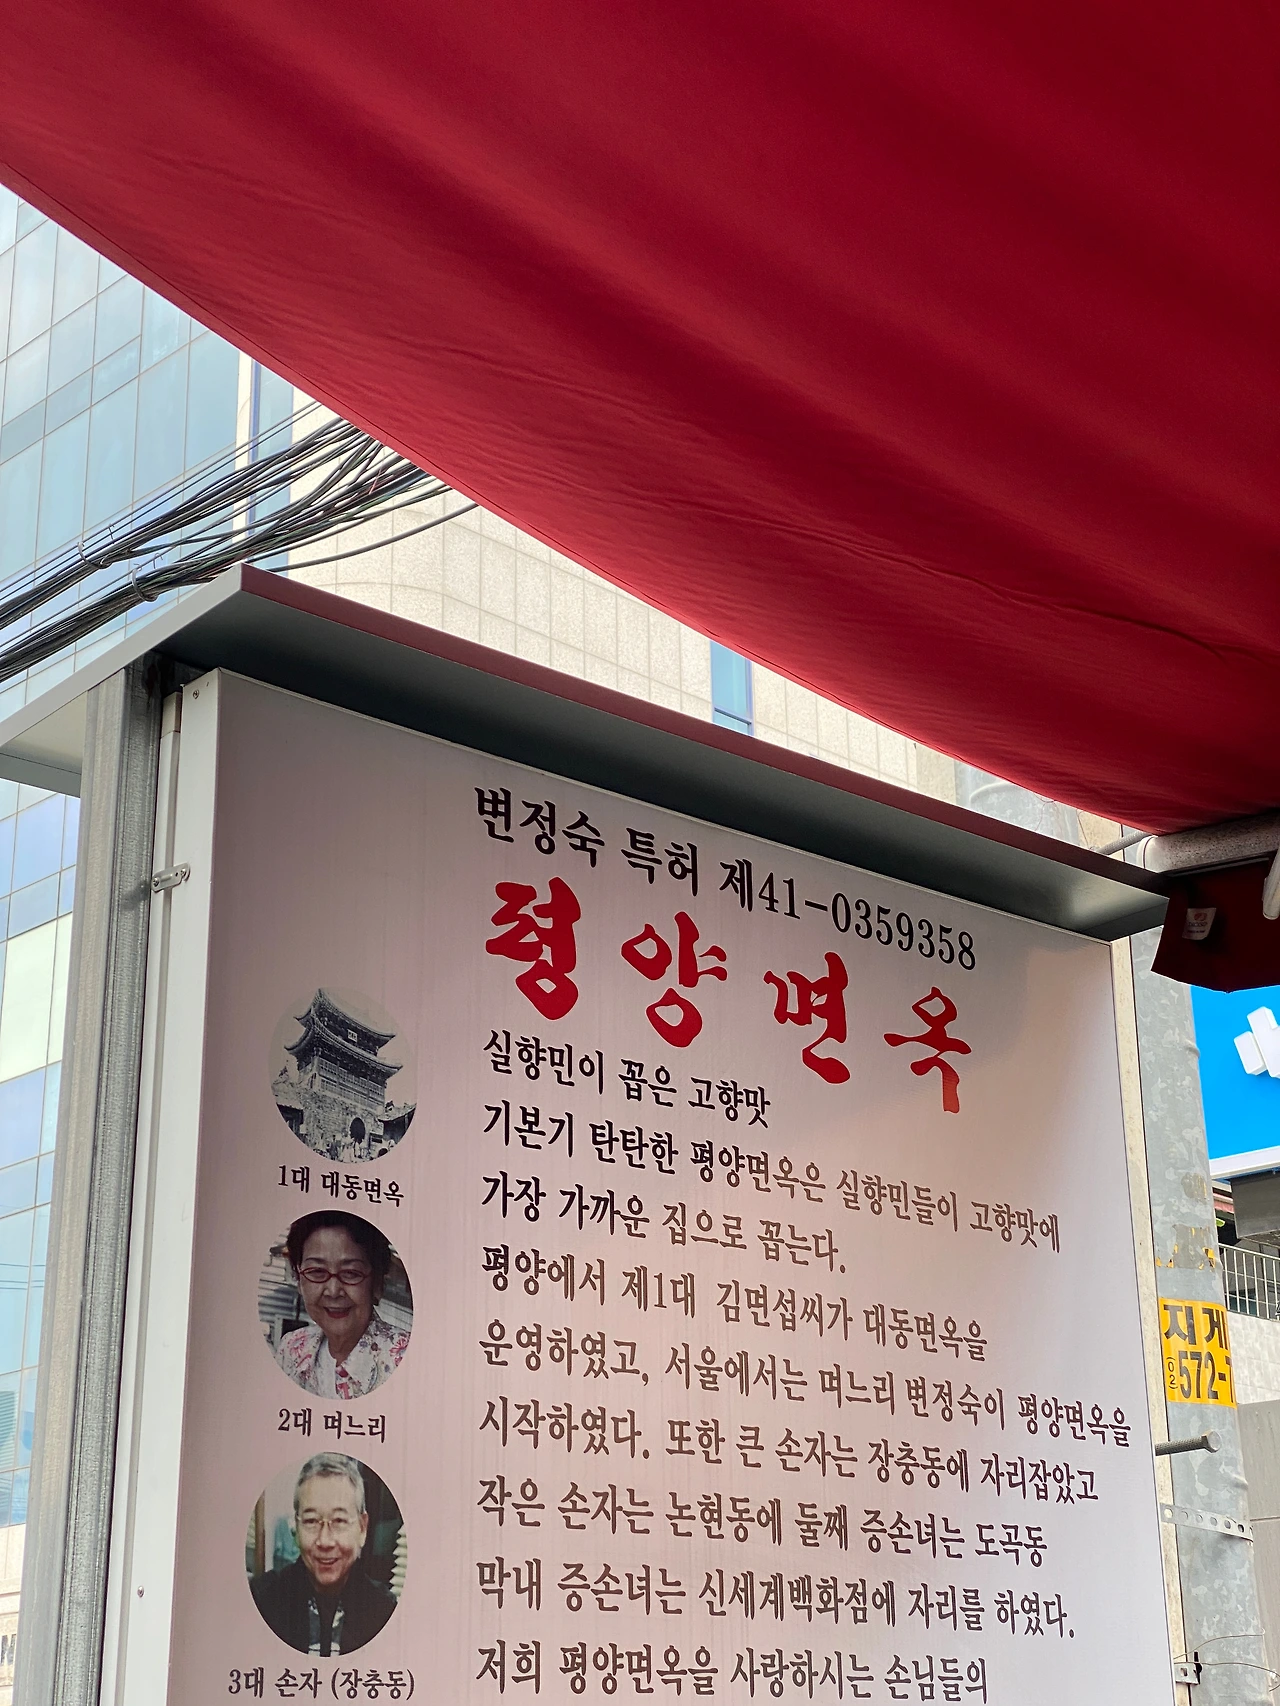 변정숙 특허 제41-0359358
평양면옥
실향민이 꼽은 고향맛
기본기 탄탄한 평양면옥은 실향민들이 고향맛에
가장 가까운 집으로 꼽는다.
평양에서 제1대 김면섭씨가 대동면옥을
운영하였고, 서울에서는 며느리 변정숙이 평양면옥을
시작하였다. 또한 큰 손자는 장충동에 자리잡았고
작은 손자는 논현동에 둘째 증손녀는 도곡동
막내 증손녀는 신세계백화점에 자리를 하였다.
저희 평양면옥을 사랑하시는 손님들의
1대 대동면옥
2대 며느리
3대 손자 (장충동)
지게
(02)572-